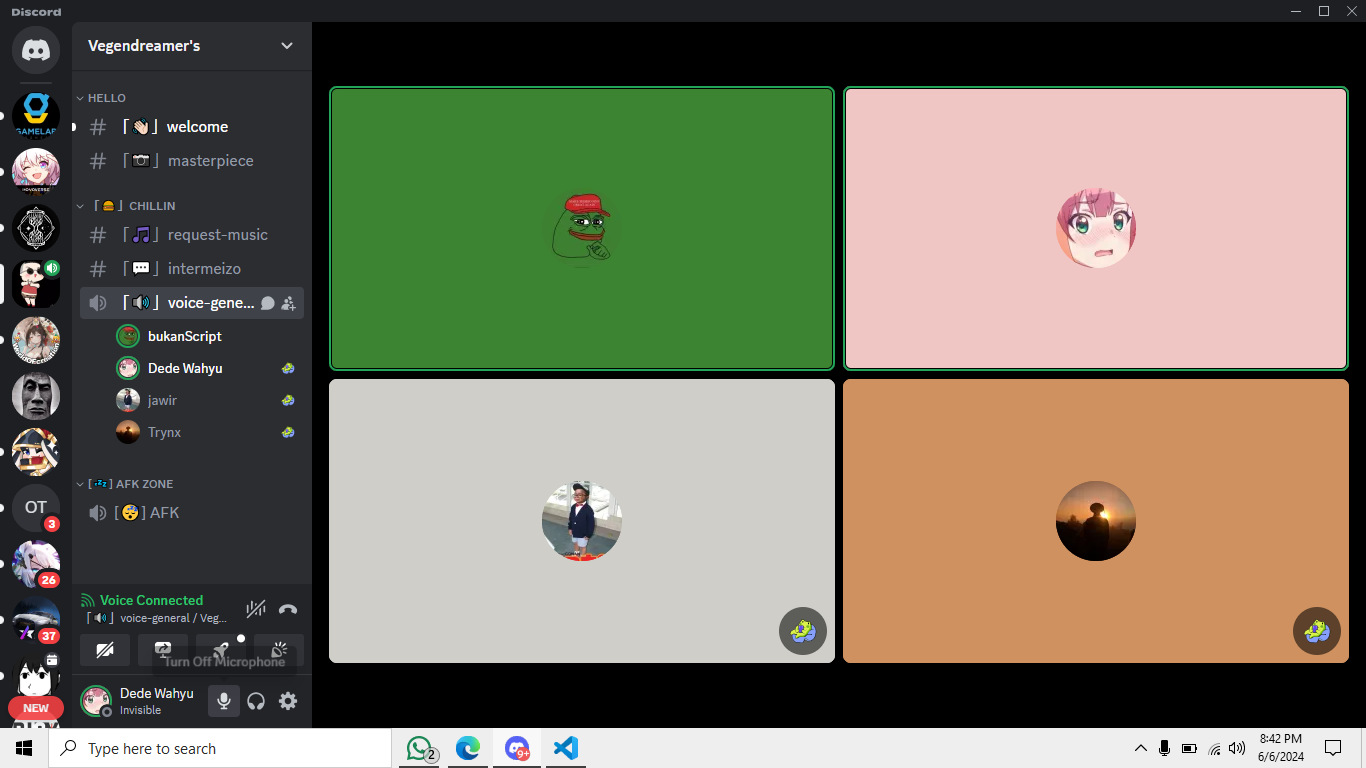 Discord
Vegendreamer's
HELLO
「👋🏻」 welcome
「📷」 masterpiece
「🍔」 CHILLIN
「🎵」 request-music
「💬」 intermeizo
「🔊」 voice-gene...
bukanScript
Dede Wahyu
jawir
Trynx
[💤] AFK ZONE
[😴] AFK
GAMELAB
HOYOVERSE
OT
3
26
37
NEW
Voice Connected
「🔊」 voice-general / Veg...
Turn Off Microphone
Dede Wahyu
Invisible
Type here to search
2
9+
8:42 PM
6/6/2024